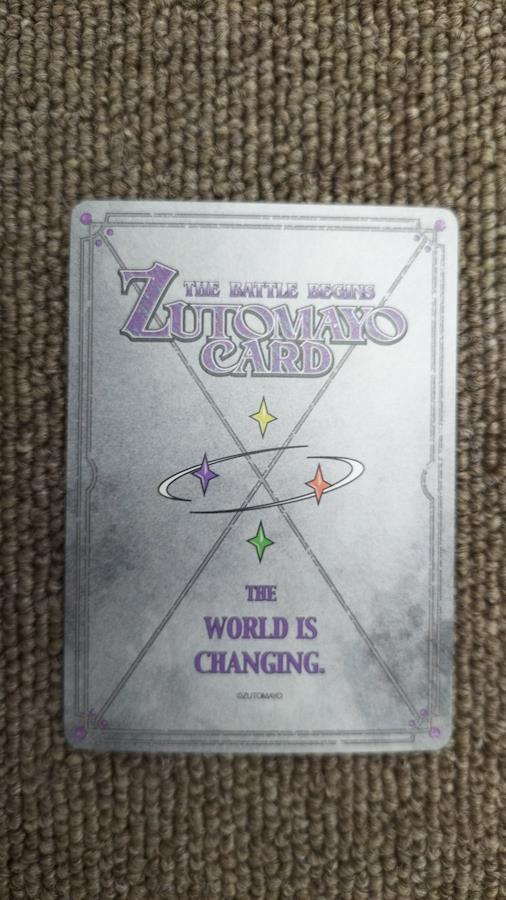 THE BATTLE BEGINS
ZUTOMAYO
CARD
THE
WORLD IS
CHANGING.
©ZUTOMAYO